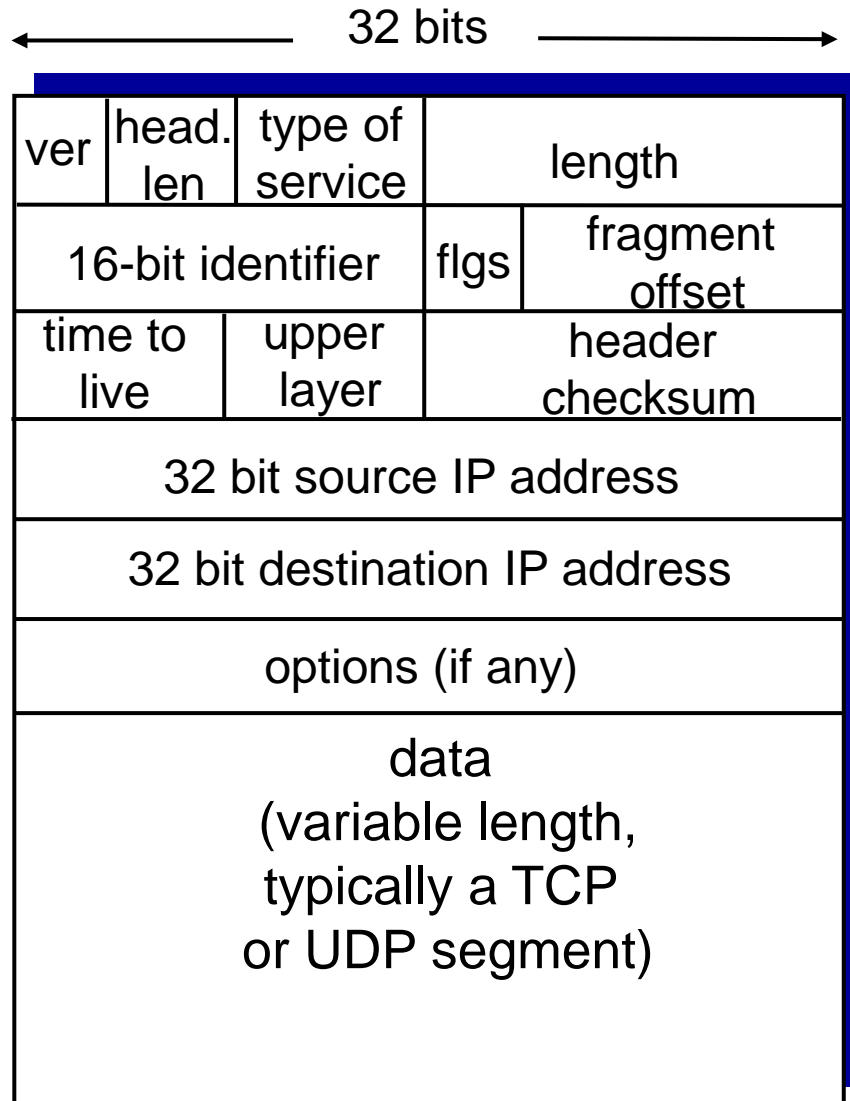 32 bits
ver
head.
len
type of
service
length
16-bit identifier
flgs
fragment
offset
time to
live
upper
layer
header
checksum
32 bit source IP address
32 bit destination IP address
options (if any)
data
(variable length,
typically a TCP
or UDP segment)